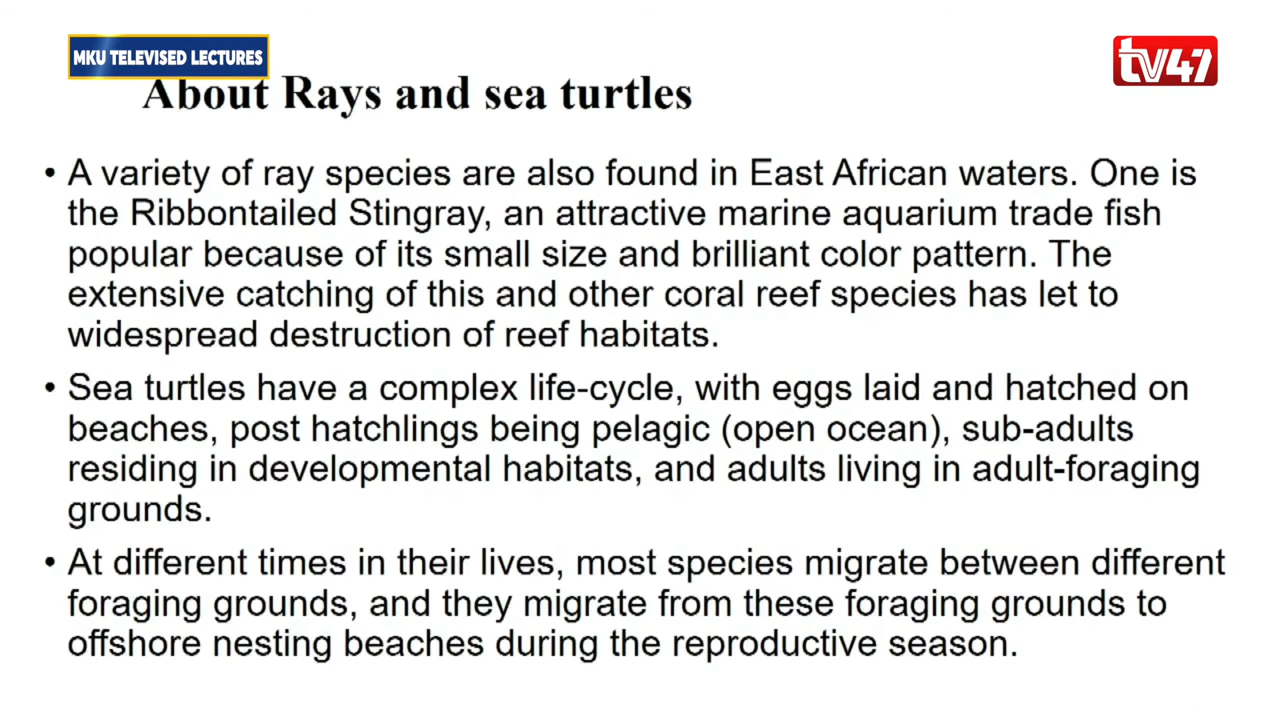 MKU TELEVISED LECTURES
tv47
About Rays and sea turtles
• A variety of ray species are also found in East African waters. One is
the Ribbontailed Stingray, an attractive marine aquarium trade fish
popular because of its small size and brilliant color pattern. The
extensive catching of this and other coral reef species has let to
widespread destruction of reef habitats.
• Sea turtles have a complex life-cycle, with eggs laid and hatched on
beaches, post hatchlings being pelagic (open ocean), sub-adults
residing in developmental habitats, and adults living in adult-foraging
grounds.
• At different times in their lives, most species migrate between different
foraging grounds, and they migrate from these foraging grounds to
offshore nesting beaches during the reproductive season.